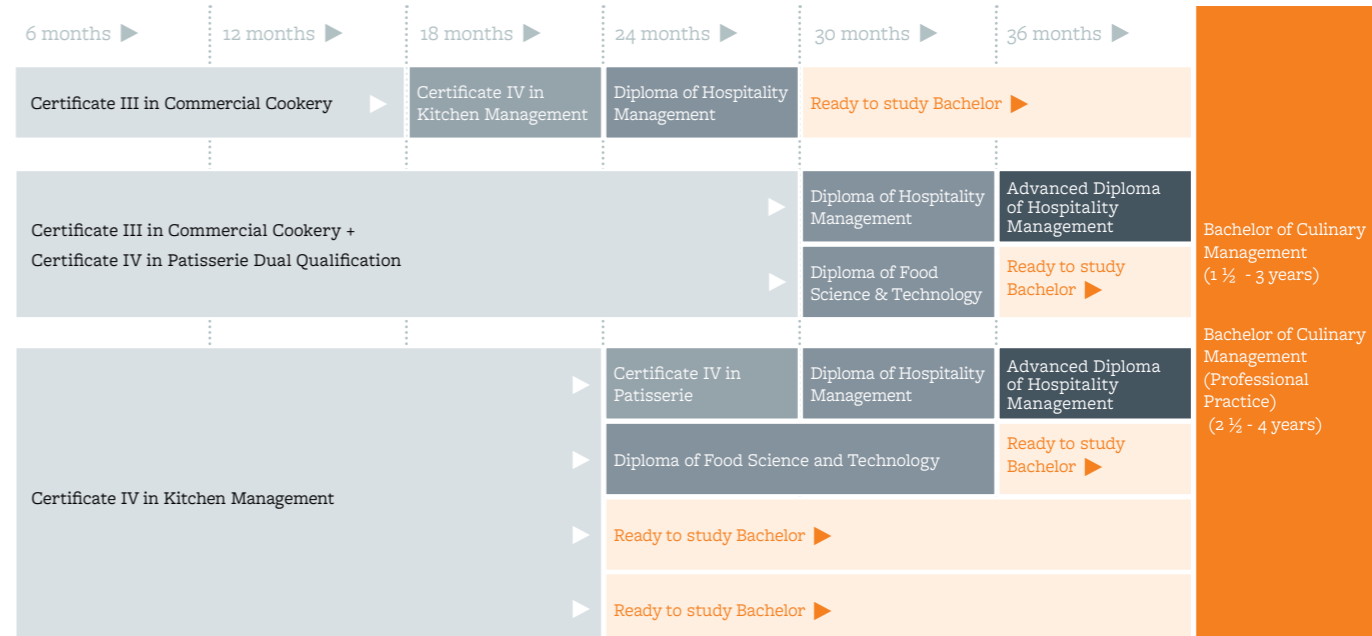 6 months
12 months
18 months
24 months
30 months
36 months
Certificate III in Commercial Cookery
Certificate IV in
Kitchen Management
Diploma of Hospitality
Management
Ready to study Bachelor
Certificate III in Commercial Cookery +
Certificate IV in Patisserie Dual Qualification
Diploma of Hospitality
Management
Advanced Diploma
of Hospitality
Management
Diploma of Food
Science & Technology
Ready to study
Bachelor
Certificate IV in Kitchen Management
Certificate IV in
Patisserie
Diploma of Hospitality
Management
Advanced Diploma
of Hospitality
Management
Diploma of Food Science and Technology
Ready to study
Bachelor
Ready to study Bachelor
Ready to study Bachelor
Bachelor of Culinary
Management
(1 ½ - 3 years)
Bachelor of Culinary
Management
(Professional
Practice)
(2 ½ - 4 years)